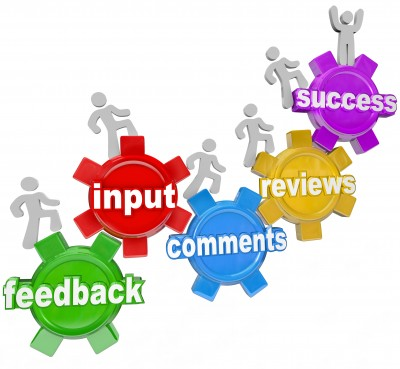 feedback
input
comments
reviews
success